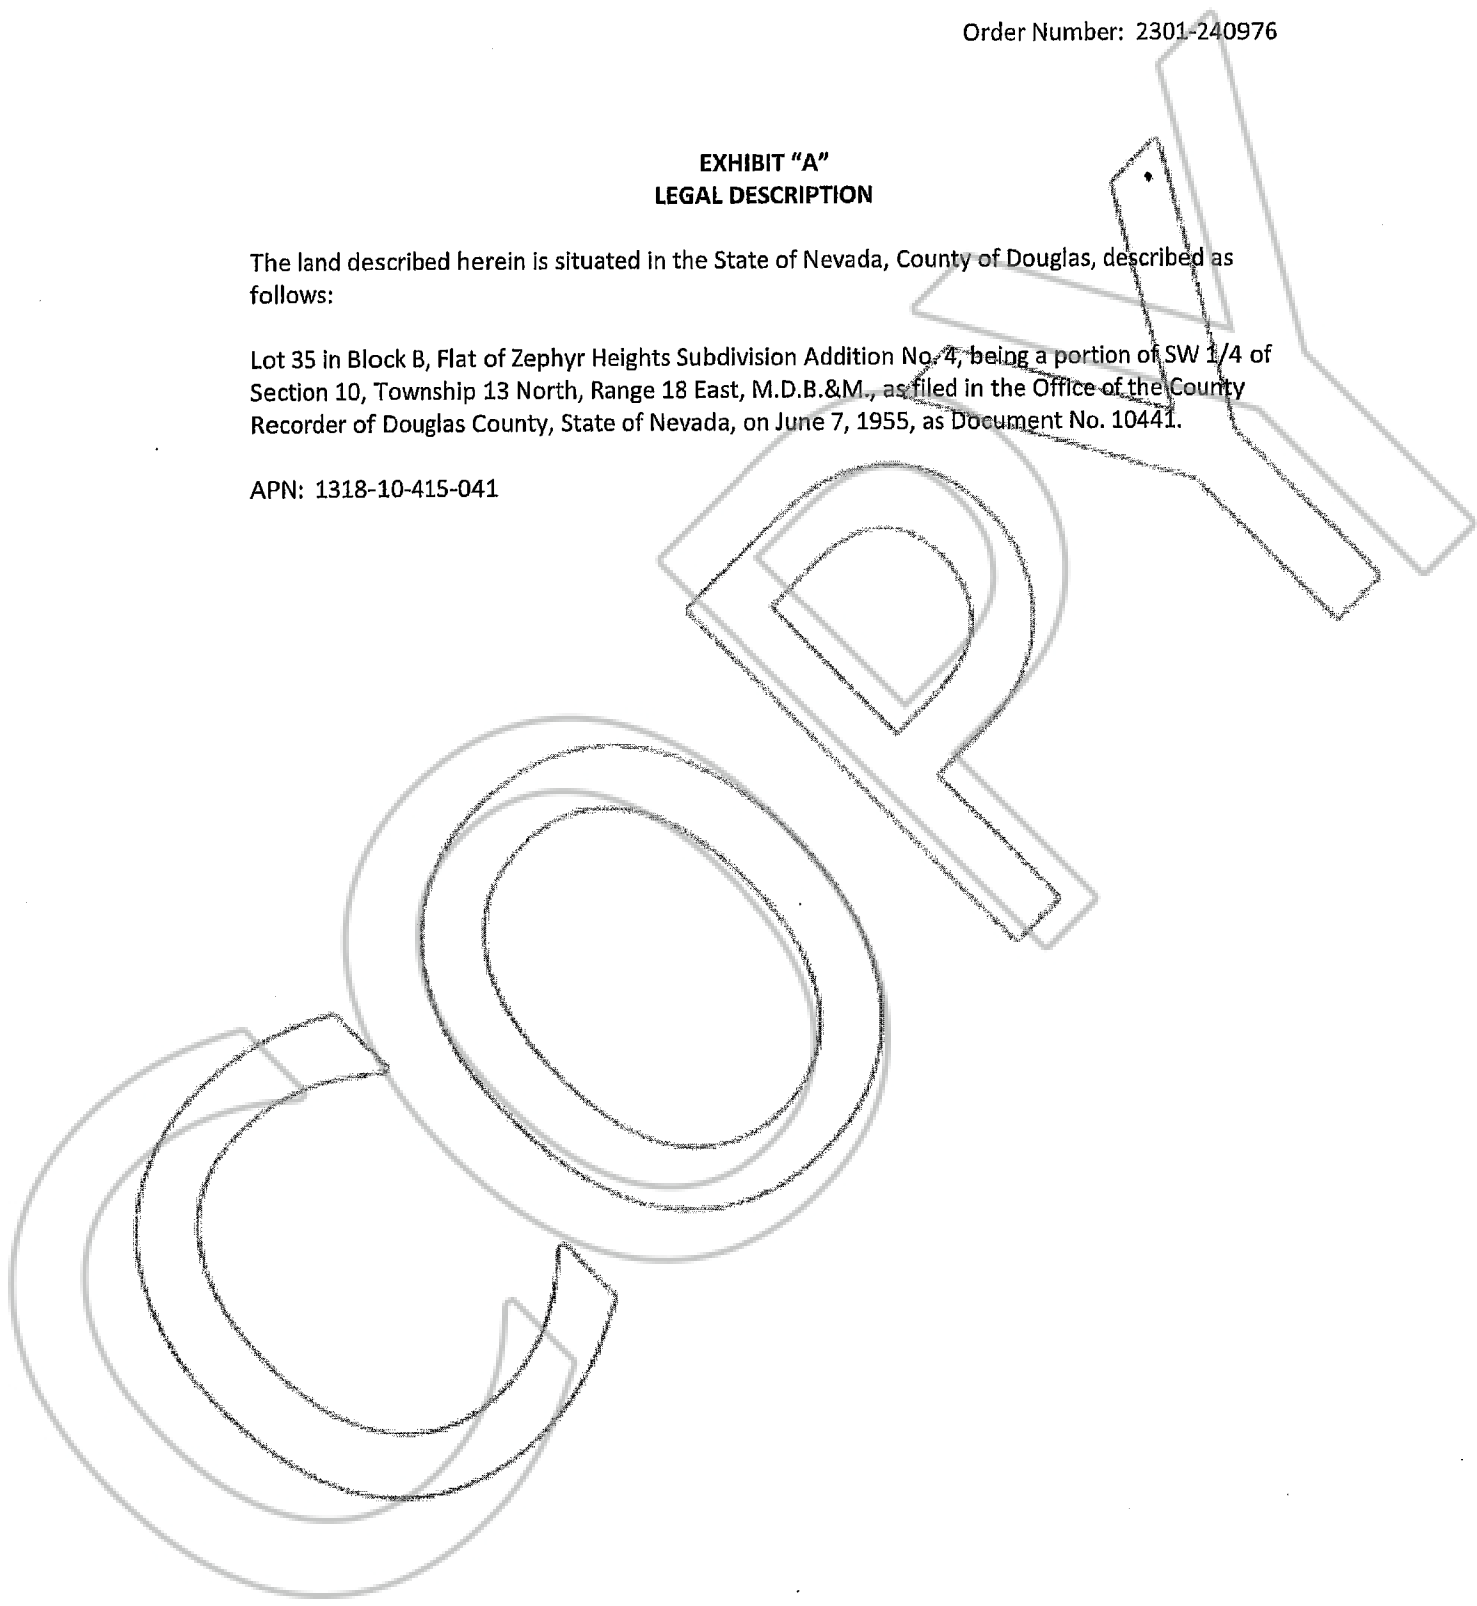 Order Number: 2301-240976
EXHIBIT "A"
LEGAL DESCRIPTION
The land described herein is situated in the State of Nevada, County of Douglas, described as
follows:
Lot 35 in Block B, Flat of Zephyr Heights Subdivision Addition No. 4, being a portion of SW 1/4 of
Section 10, Township 13 North, Range 18 East, M.D.B.&M., as filed in the Office of the County
Recorder of Douglas County, State of Nevada, on June 7, 1955, as Document No. 10441.
APN: 1318-10-415-041
COPY
COPY